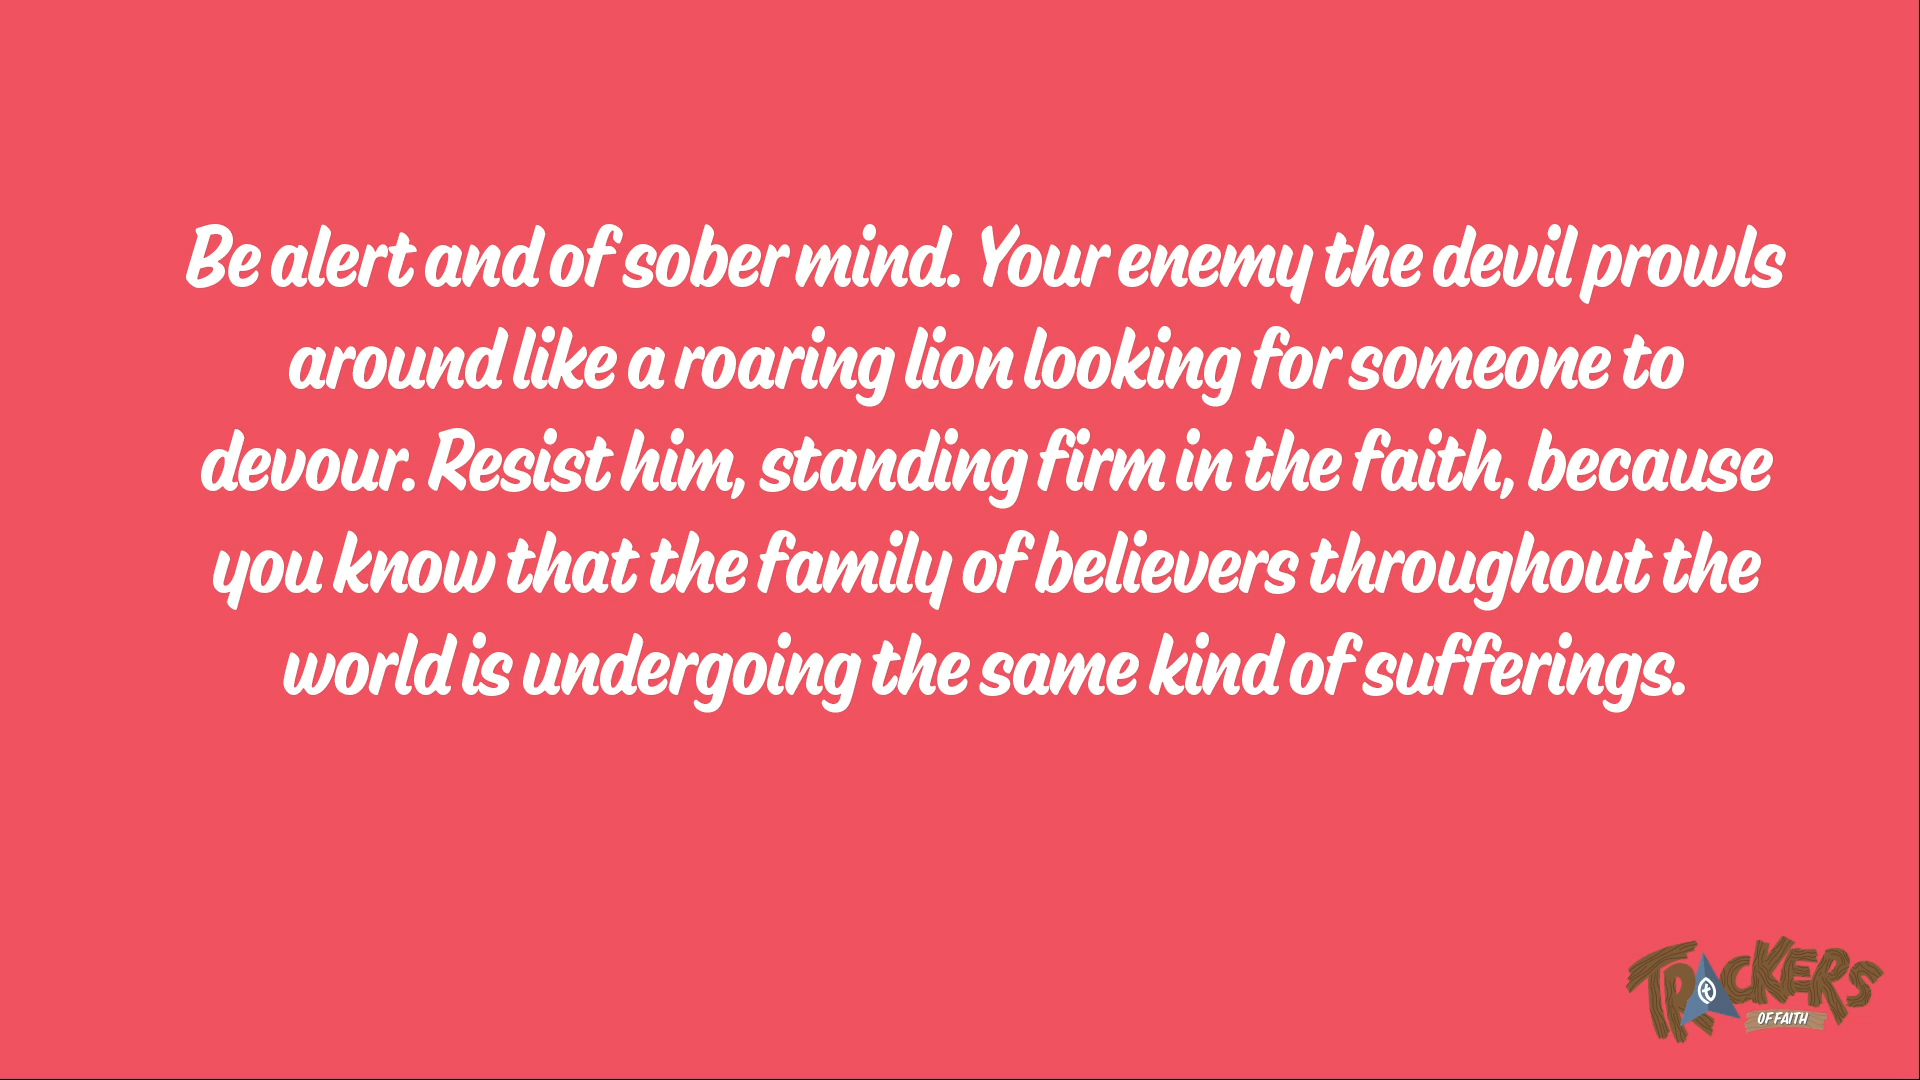 Be alert and of sober mind. Your enemy the devil prowls
around like a roaring lion looking for someone to
devour. Resist him, standing firm in the faith, because
you know that the family of believers throughout the
world is undergoing the same kind of sufferings.
TRACKERS
OF FAITH